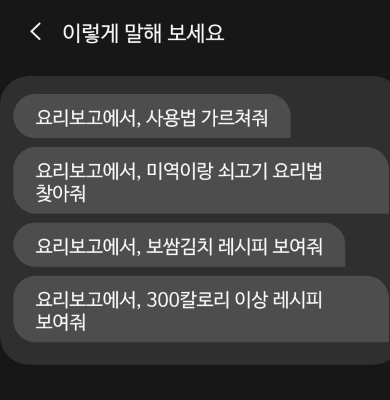 이렇게 말해 보세요
요리보고에서, 사용법 가르쳐줘
요리보고에서, 미역이랑 쇠고기 요리법
찾아줘
요리보고에서, 보쌈김치 레시피 보여줘
요리보고에서, 300칼로리 이상 레시피
보여줘